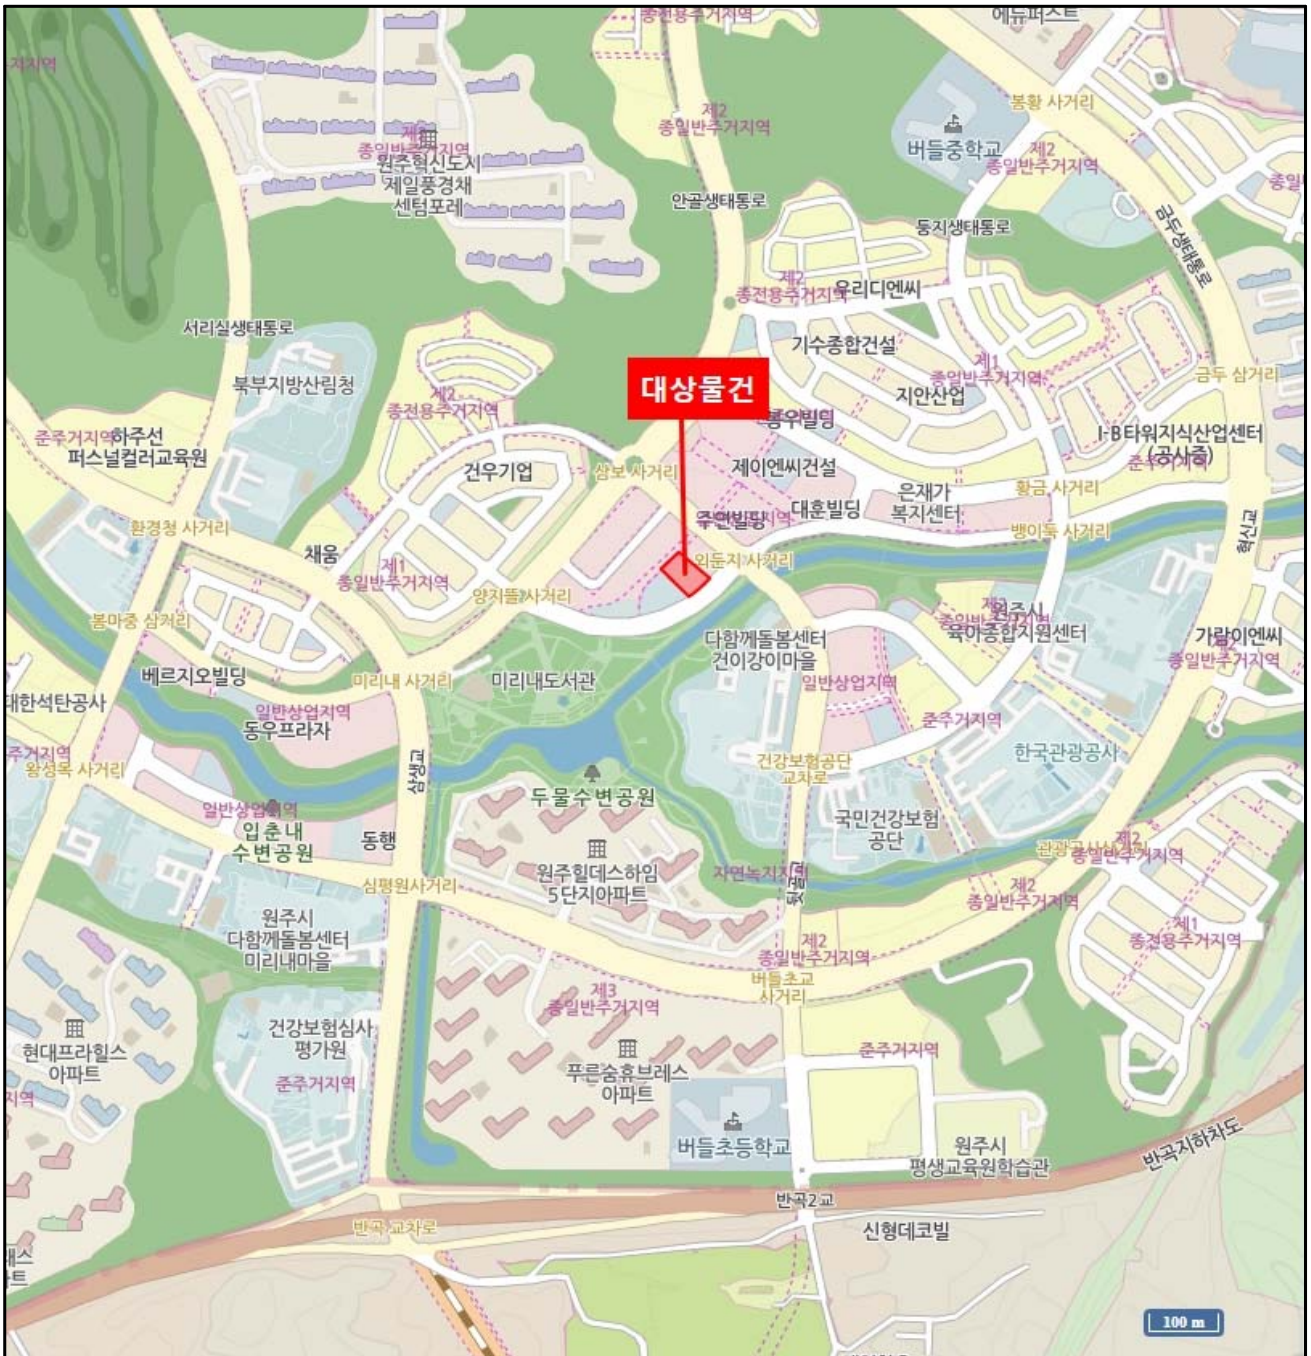 종전용주거지역
에듀퍼스트
저지역
봉황 사거리
제2
종일반주거지역
버들중학교
제2
종일반주거지역
종일반주거지역
원주혁신도시
제일풍경채
센텀포레
안골생태통로
둥지생태통로
금두생태통로
제2
종전용주거지역
우리디엔씨
서리실생태통로
기수종합건설
북부지방산림청
대상물건
제1
종일반주거지역
지안산업
금두 삼거리
제2
종전용주거지역
봉우빌딩
준주거지역
하주선
퍼스널컬러교육원
I-B타워지식산업센터
(공사중)
준주거지역
건우기업
삼보 사거리
제이엔씨건설
은재가
복지센터
황금 사거리
대훈빌딩
주연빌딩
환경청 사거리
뱅이둑 사거리
혁신교
채움
제1
종일반주거지역
외둔지 사거리
양지뜰 사거리
봄마중 삼거리
다함께돌봄센터
건이강이마을
원주시
육아종합지원센터
가람이엔씨
종일반주거지역
베르지오빌딩
미리내 사거리
미리내도서관
일반상업지역
대한석탄공사
일반상업지역
동우프라자
준주거지역
한국관광공사
주거지역
왕성목 사거리
삼생교
건강보험공단
교차로
두물수변공원
일반상업지역
입춘내
수변공원
동행
국민건강보험
공단
제2
종일반주거지역
원주힐데스하임
5단지아파트
자연녹지지역
뒷골교
심평원사거리
제2
종일반주거지역
원주시
다함께돌봄센터
미리내마을
제1
종전용주거지역
제2
종일반주거지역
버들초교
사거리
제3
종일반주거지역
건강보험심사
평가원
현대프라힐스
아파트
준주거지역
준주거지역
푸른숨휴브레스
아파트
지역
버들초등학교
원주시
평생교육원학습관
반곡지하차도
반곡2교
반곡 교차로
신형데코빌
100 m